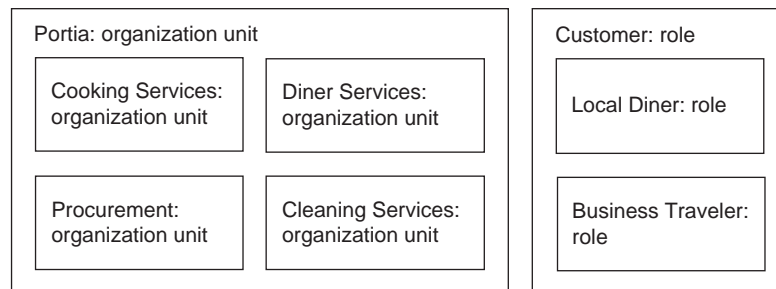 Portia: organization unit
Cooking Services:
organization unit
Diner Services:
organization unit
Procurement:
organization unit
Cleaning Services:
organization unit
Customer: role
Local Diner: role
Business Traveler:
role